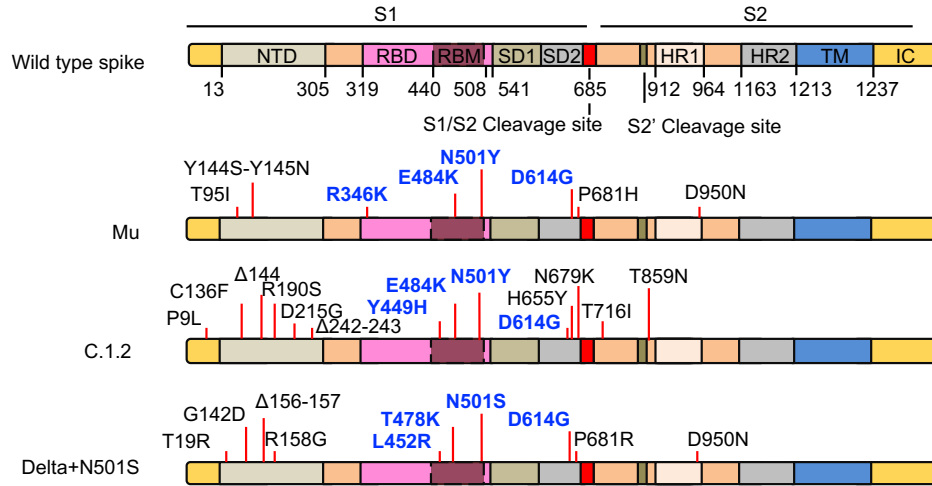 S1 S2
Wild type spike NTD RBD RBM SD1 SD2 HR1 HR2 TM IC
13 305 319 440 508 541 685 912 964 1163 1213 1237
S1/S2 Cleavage site S2’ Cleavage site
N501Y
Y144S-Y145N E484K D614G
T95I R346K P681H D950N
Mu
Δ144 N501Y N679K T859N
C136F R190S E484K H655Y
P9L D215G Δ242-243 Y449H D614G T716I
C.1.2
Δ156-157 N501S
G142D T478K D614G
T19R R158G L452R P681R D950N
Delta+N501S